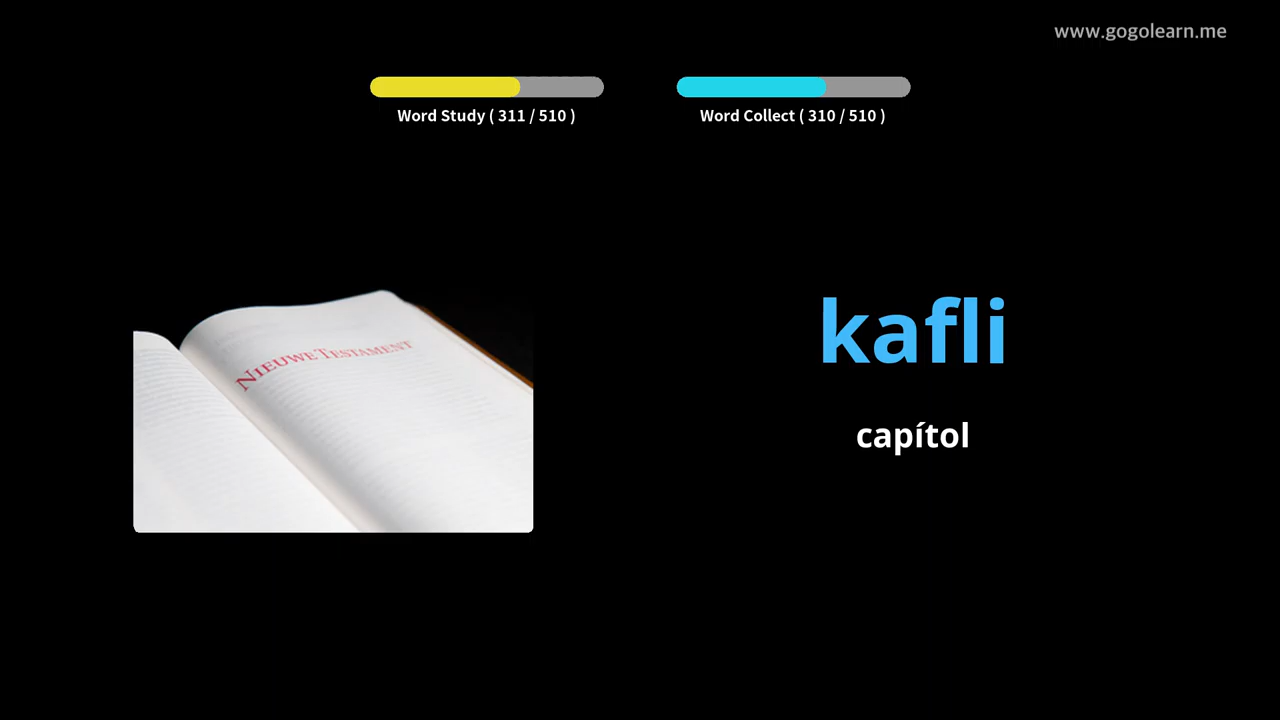 www.gogolearn.me
Word Study ( 311 / 510 )
Word Collect ( 310 / 510 )
NIEUWE TESTAMENT
kafli
capítol